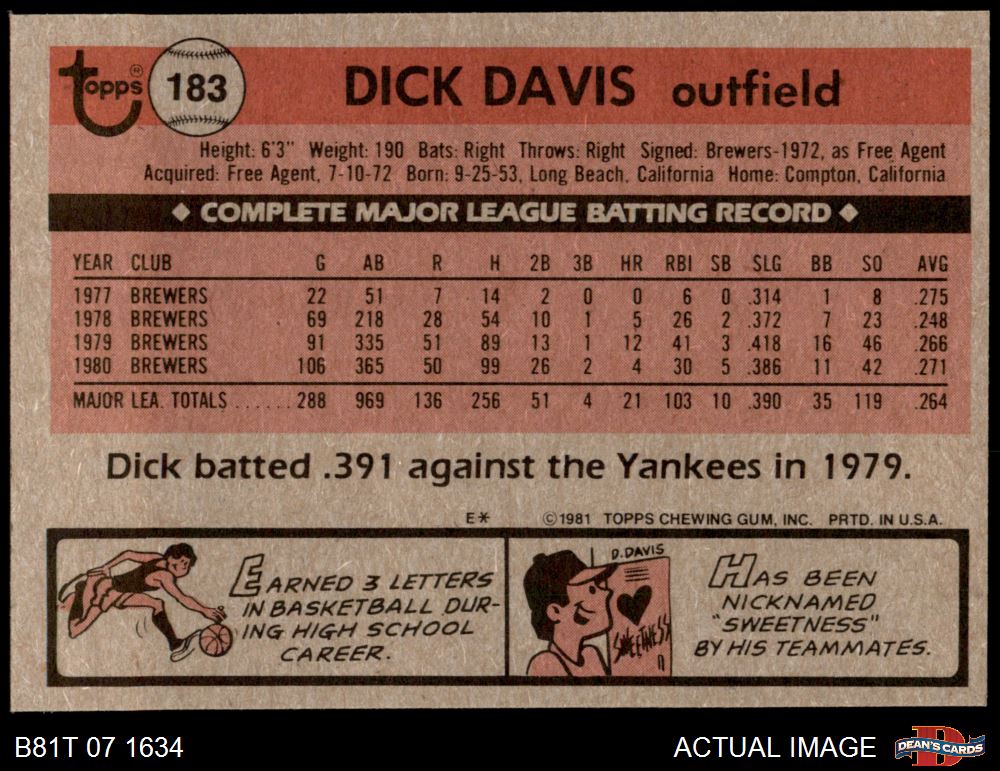 Topps® 183 DICK DAVIS outfield
Height: 6'3" Weight: 190 Bats: Right Throws: Right Signed: Brewers-1972, as Free Agent
Acquired: Free Agent, 7-10-72 Born: 9-25-53, Long Beach, California Home: Compton, California
◆ COMPLETE MAJOR LEAGUE BATTING RECORD ◆
YEAR CLUB G AB R H 2B 3B HR RBI SB SLG BB SO AVG
1977 BREWERS 22 51 7 14 2 0 0 6 0 .314 1 8 .275
1978 BREWERS 69 218 28 54 10 1 5 26 2 .372 7 23 .248
1979 BREWERS 91 335 51 89 13 1 12 41 3 .418 16 46 .266
1980 BREWERS 106 365 50 99 26 2 4 30 5 .386 11 42 .271
MAJOR LEA. TOTALS ...... 288 969 136 256 51 4 21 103 10 .390 35 119 .264
Dick batted .391 against the Yankees in 1979.
E* ©1981 TOPPS CHEWING GUM, INC. PRTD. IN U.S.A.
EARNED 3 LETTERS
IN BASKETBALL DUR-
ING HIGH SCHOOL
CAREER.
D. DAVIS
SWEETNESS
HAS BEEN
NICKNAMED
"SWEETNESS"
BY HIS TEAMMATES.
B81T 07 1634
ACTUAL IMAGE
DEAN'S CARDS